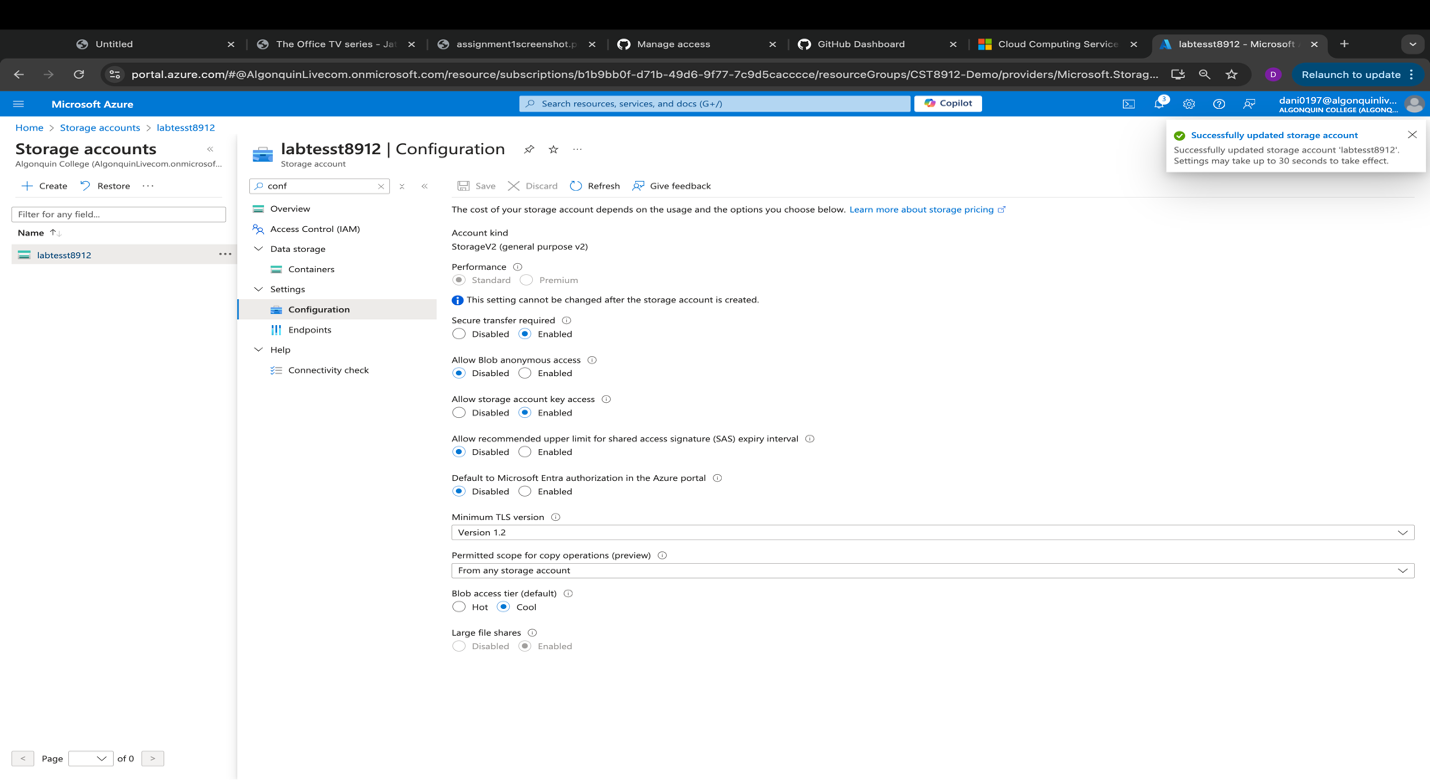 Untitled
The Office TV series - Ja
assignment1screenshot.p
Manage access
GitHub Dashboard
Cloud Computing Service
labtesst8912 - Microsoft
portal.azure.com/#@AlgonquinLivecom.onmicrosoft.com/resource/subscriptions/b1b9bb0f-d71b-49d6-9f77-7c9d5cacccce/resourceGroups/CST8912-Demo/providers/Microsoft.Storag...
D
Relaunch to update
Microsoft Azure
Search resources, services, and docs (G+/)
Copilot
3
dani0197@algonquinliv...
ALGONQUIN COLLEGE (ALGONQ...
Home > Storage accounts > labtesst8912
Storage accounts
Algonquin College (AlgonquinLivecom.onmicrosof...
Create
Restore
Filter for any field...
Name
labtesst8912
< Page of 0 >
labtesst8912 | Configuration
Storage account
conf
Overview
Access Control (IAM)
Data storage
Containers
Settings
Configuration
Endpoints
Help
Connectivity check
Save
Discard
Refresh
Give feedback
The cost of your storage account depends on the usage and the options you choose below. Learn more about storage pricing
Account kind
StorageV2 (general purpose v2)
Performance
Standard Premium
This setting cannot be changed after the storage account is created.
Secure transfer required
Disabled Enabled
Allow Blob anonymous access
Disabled Enabled
Allow storage account key access
Disabled Enabled
Allow recommended upper limit for shared access signature (SAS) expiry interval
Disabled Enabled
Default to Microsoft Entra authorization in the Azure portal
Disabled Enabled
Minimum TLS version
Version 1.2
Permitted scope for copy operations (preview)
From any storage account
Blob access tier (default)
Hot Cool
Large file shares
Disabled Enabled
Successfully updated storage account
Successfully updated storage account 'labtesst8912'.
Settings may take up to 30 seconds to take effect.